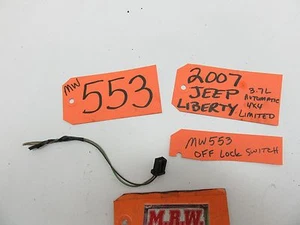 MW
553
2007
JEEP
LIBERTY
3.7L
AUTOMATIC
4X4
LIMITED
MW553
OFF Lock SWITCH
M.R.W.